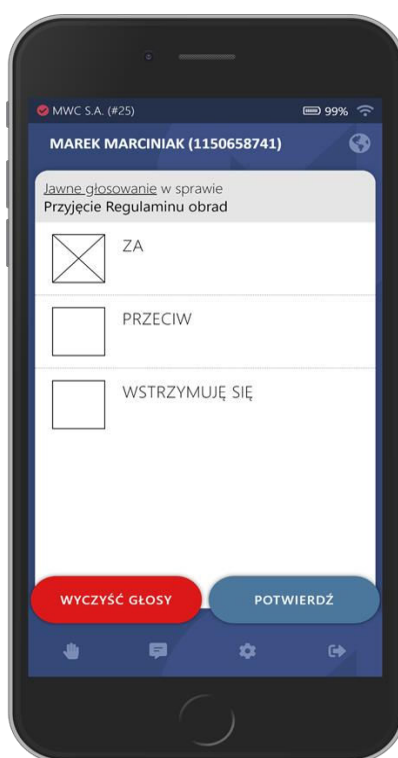 MWC S.A. (#25) 99%
MAREK MARCINIAK (1150658741)
Jawne głosowanie w sprawie
Przyjęcie Regulaminu obrad
ZA
PRZECIW
WSTRZYMUJĘ SIĘ
WYCZYŚĆ GŁOSY POTWIERDŹ